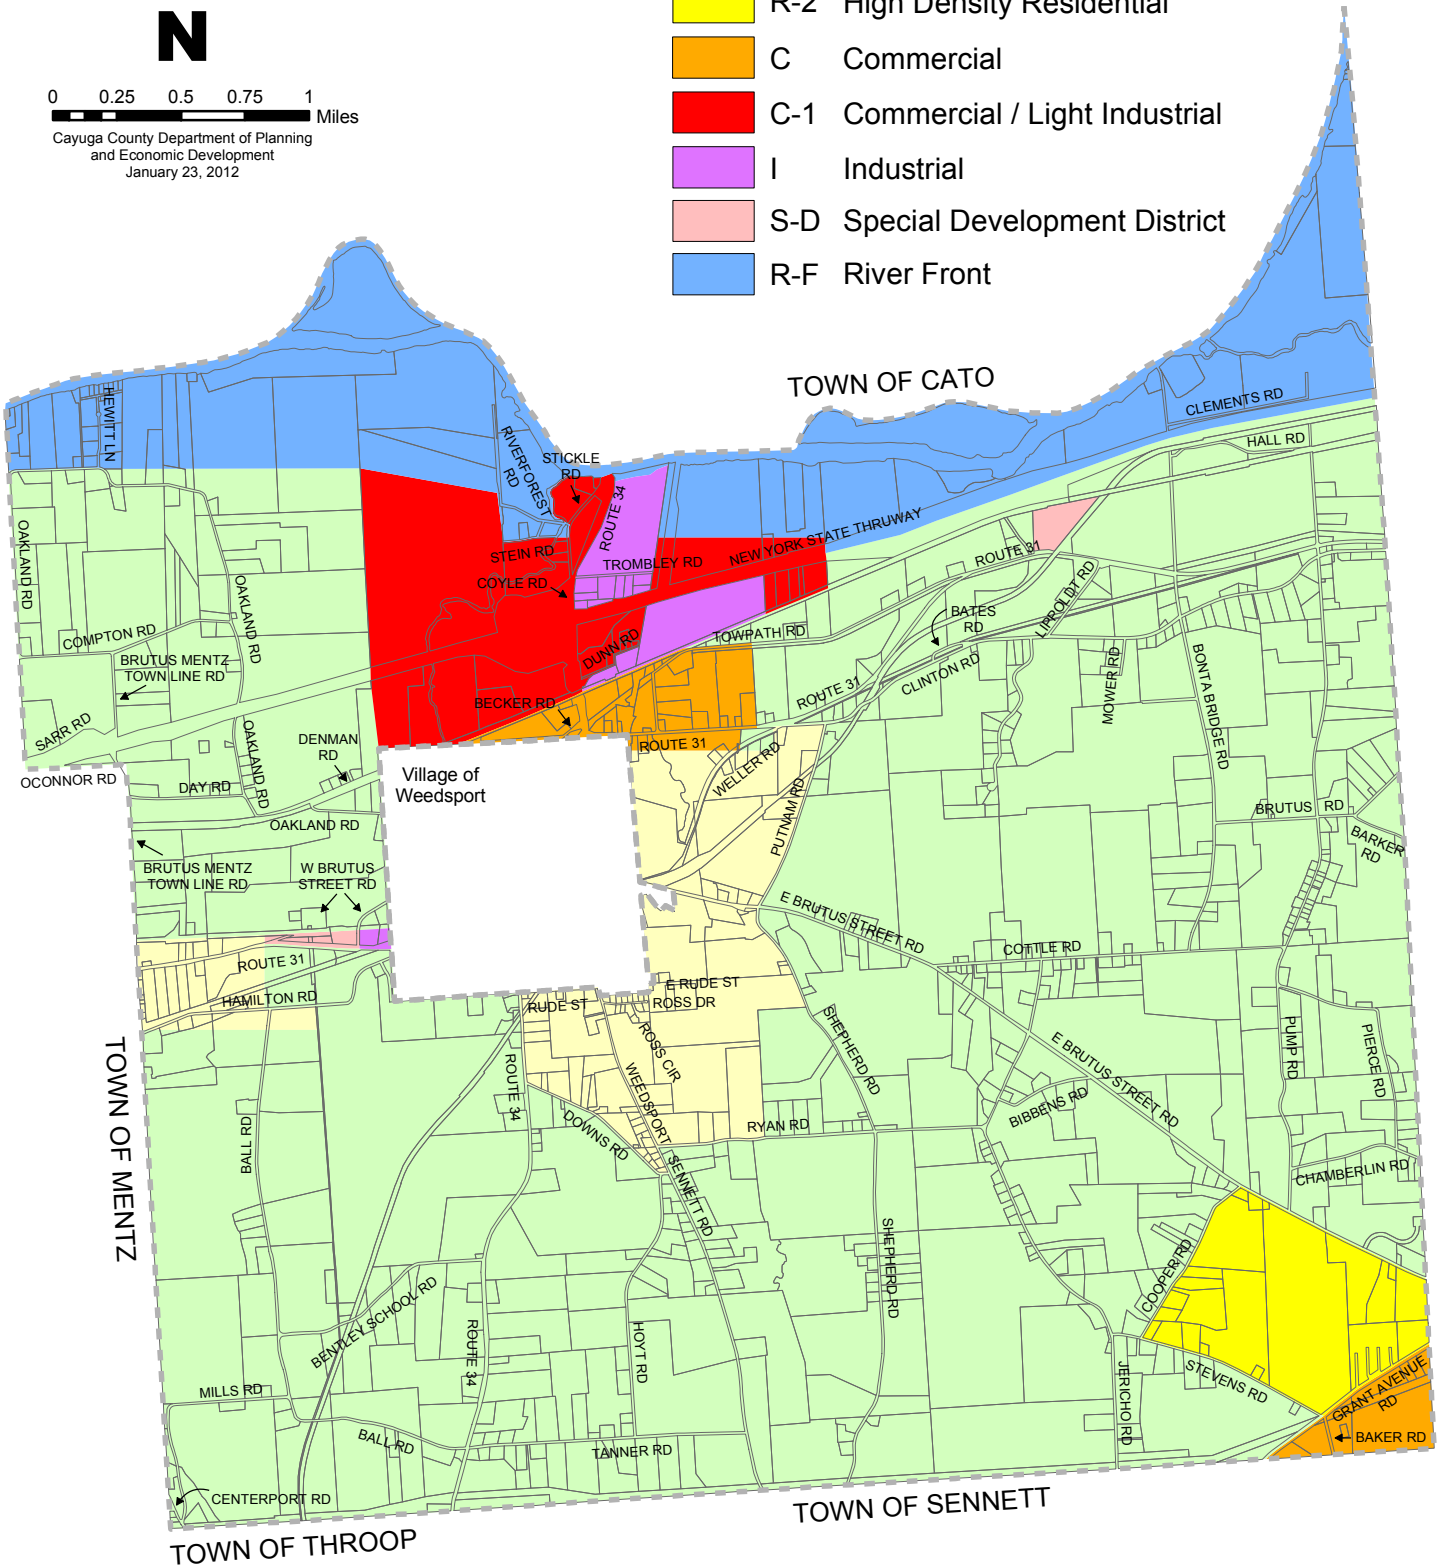 N
R-2 High Density Residential
C Commercial
C-1 Commercial / Light Industrial
I Industrial
S-D Special Development District
R-F River Front
0 0.25 0.5 0.75 1
Miles
Cayuga County Department of Planning
and Economic Development
January 23, 2012
TOWN OF CATO
HEWITT LN
CLEMENTS RD
HALL RD
RIVERFOREST
RD
STICKLE
RD
ROUTE 34
OAKLAND RD
STEIN RD
TROMBLEY RD
NEW YORK STATE THRUWAY
ROUTE 31
COYLE RD
OAKLAND RD
COMPTON RD
BATES
RD
LIPPOLDT RD
DUNN RD
TOWPATH RD
BRUTUS MENTZ
TOWN LINE RD
CLINTON RD
MOWER RD
BONTA BRIDGE RD
ROUTE 31
BECKER RD
SARR RD
OAKLAND RD
DENMAN
RD
ROUTE 31
WELLER RD
OCONNOR RD
DAY RD
Village of
Weedsport
PUTNAM RD
OAKLAND RD
BRUTUS RD
BARKER
RD
BRUTUS MENTZ
TOWN LINE RD
W BRUTUS
STREET RD
E BRUTUS STREET RD
COTTLE RD
ROUTE 31
HAMILTON RD
E RUDE ST
RUDE ST
ROSS DR
ROSS CIR
SHEPHERD RD
E BRUTUS STREET RD
PUMP RD
PIERCE RD
TOWN OF MENTZ
ROUTE 34
WEEDSPORT
SENNETT RD
BALL RD
DOWNS RD
RYAN RD
BIBBENS RD
CHAMBERLIN RD
SHEPHERD RD
COOPER RD
BENTLEY SCHOOL RD
ROUTE 34
HOYT RD
JERICHO RD
STEVENS RD
GRANT AVENUE
RD
MILLS RD
BALL RD
TANNER RD
BAKER RD
CENTERPORT RD
TOWN OF SENNETT
TOWN OF THROOP